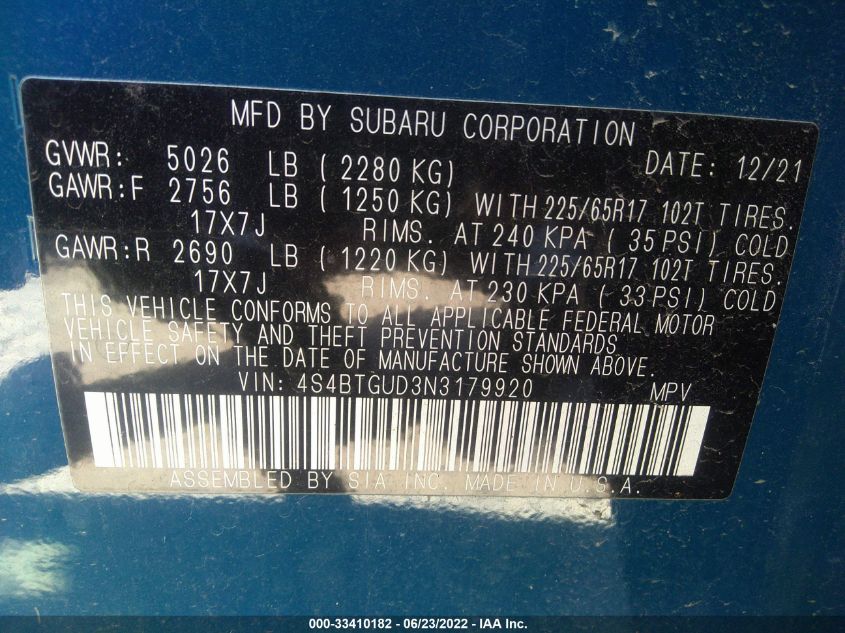 MFD BY SUBARU CORPORATION
GVWR: 5026 LB ( 2280 KG) DATE: 12/21
GAWR:F 2756 LB ( 1250 KG) WITH 225/65R17 102T TIRES.
17X7J RIMS. AT 240 KPA ( 35 PSI) COLD
GAWR:R 2690 LB ( 1220 KG) WITH 225/65R17 102T TIRES.
17X7J RIMS. AT 230 KPA ( 33 PSI) COLD
THIS VEHICLE CONFORMS TO ALL APPLICABLE FEDERAL MOTOR
VEHICLE SAFETY AND THEFT PREVENTION STANDARDS
IN EFFECT ON THE DATE OF MANUFACTURE SHOWN ABOVE.
VIN: 4S4BTGUD3N3179920 MPV
ASSEMBLED BY SIA INC. MADE IN U.S.A.
000-33410182 - 06/23/2022 - IAA Inc.